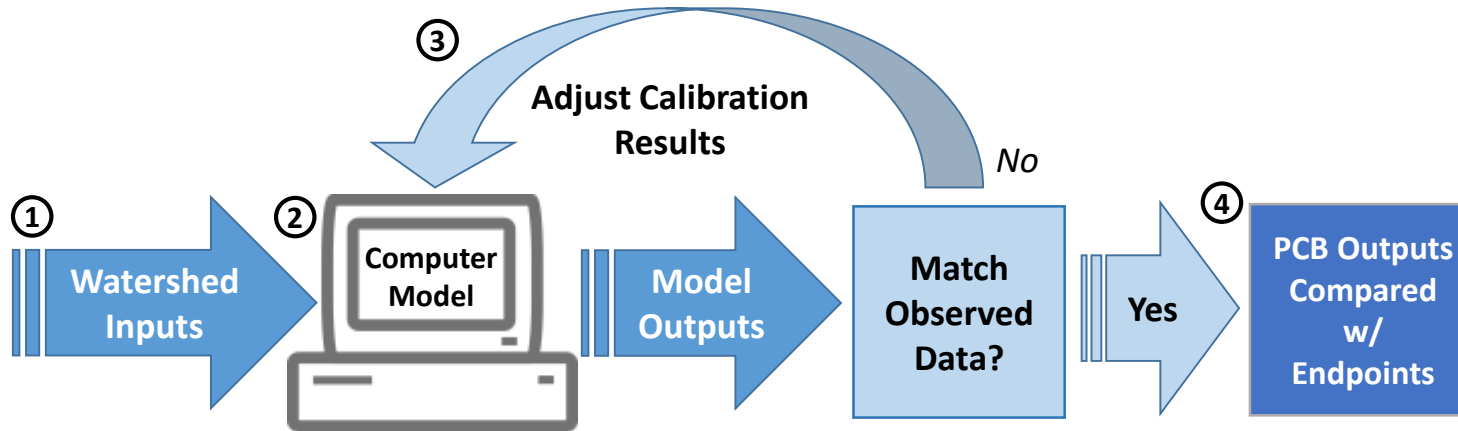 ③
Adjust Calibration
Results
No
①
Watershed
Inputs
②
Computer
Model
Model
Outputs
Match
Observed
Data?
Yes
④
PCB Outputs
Compared
w/
Endpoints